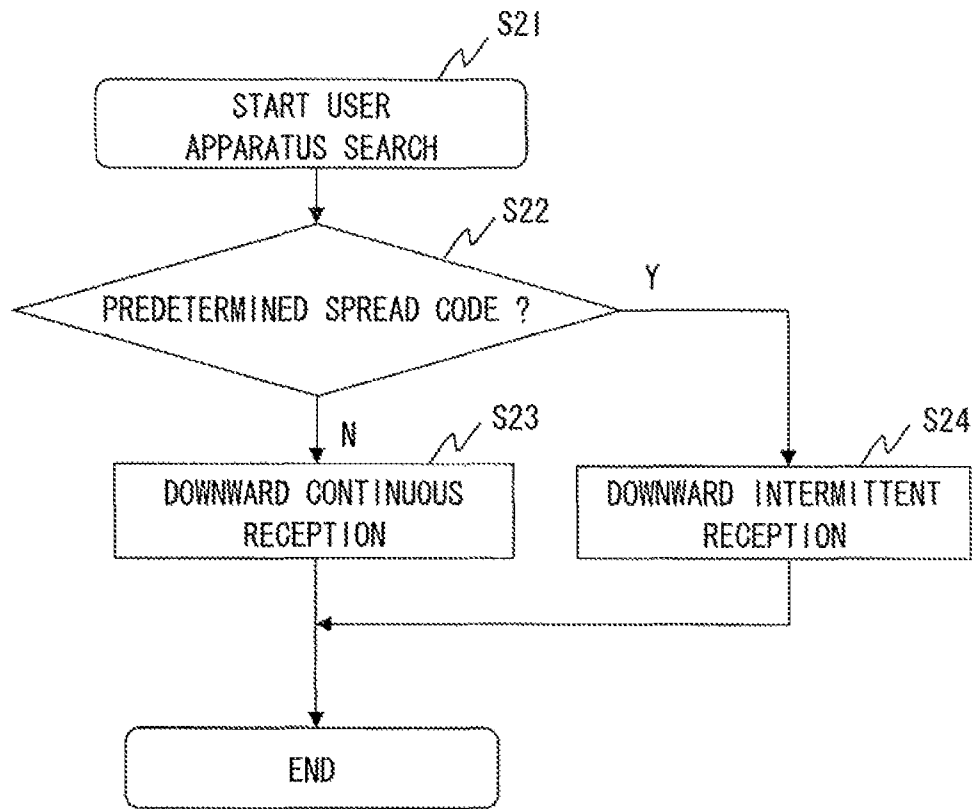 S21
START USER
APPARATUS SEARCH
S22
PREDETERMINED SPREAD CODE ?
Y
N
S23
DOWNWARD CONTINUOUS
RECEPTION
S24
DOWNWARD INTERMITTENT
RECEPTION
END